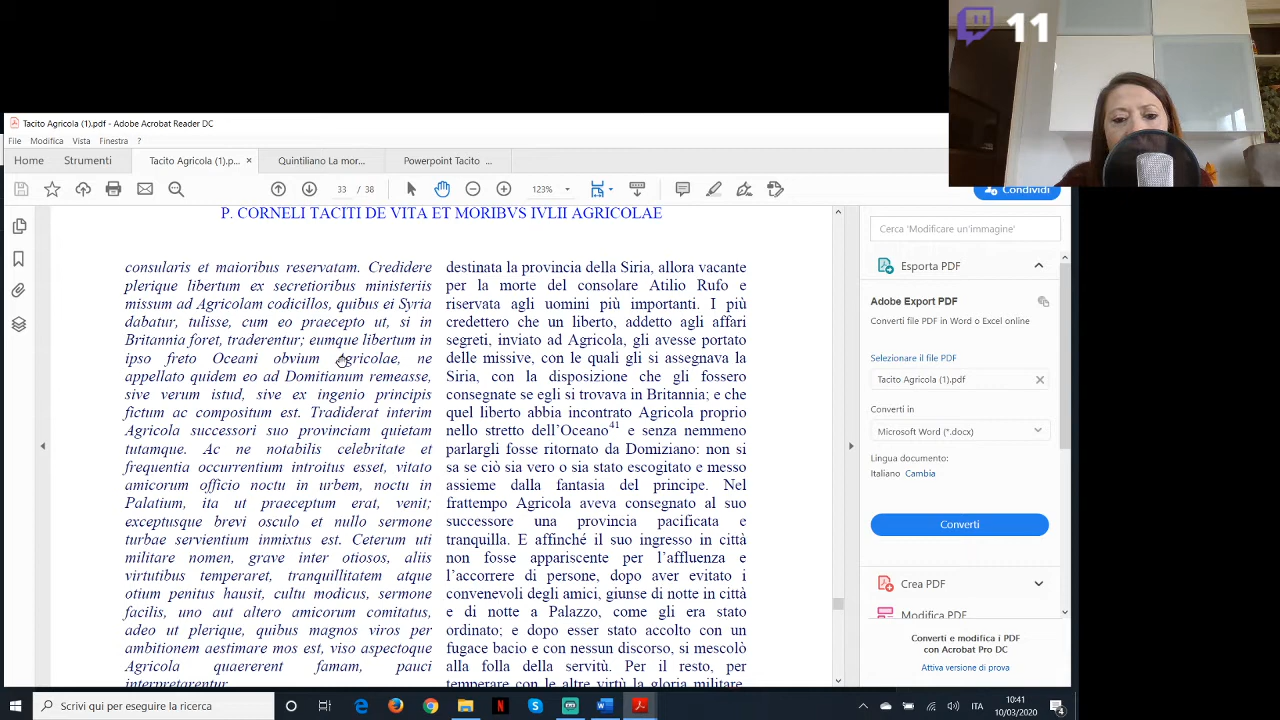 11
Tacito Agricola (1).pdf - Adobe Acrobat Reader DC
File Modifica Vista Finestra ?
Home Strumenti Tacito Agricola (1).p... × Quintiliano La mor... Powerpoint Tacito ...
33 / 38 123% Condividi
P. CORNELI TACITI DE VITA ET MORIBVS IVLII AGRICOLAE
consularis et maioribus reservatam. Credidere
plerique libertum ex secretioribus ministeriis
missum ad Agricolam codicillos, quibus ei Syria
dabatur, tulisse, cum eo praecepto ut, si in
Britannia foret, traderentur; eumque libertum in
ipso freto Oceani obvium Agricolae, ne
appellato quidem eo ad Domitianum remeasse,
sive verum istud, sive ex ingenio principis
fictum ac compositum est. Tradiderat interim
Agricola successori suo provinciam quietam
tutamque. Ac ne notabilis celebritate et
frequentia occurrentium introitus esset, vitato
amicorum officio noctu in urbem, noctu in
Palatium, ita ut praeceptum erat, venit;
exceptusque brevi osculo et nullo sermone
turbae servientium inmixtus est. Ceterum uti
militare nomen, grave inter otiosos, aliis
virtutibus temperaret, tranquillitatem atque
otium penitus hausit, cultu modicus, sermone
facilis, uno aut altero amicorum comitatus,
adeo ut plerique, quibus magnos viros per
ambitionem aestimare mos est, viso aspectoque
Agricola quaererent famam, pauci
interpretarentur.
destinata la provincia della Siria, allora vacante
per la morte del consolare Atilio Rufo e
riservata agli uomini più importanti. I più
credettero che un liberto, addetto agli affari
segreti, inviato ad Agricola, gli avesse portato
delle missive, con le quali gli si assegnava la
Siria, con la disposizione che gli fossero
consegnate se egli si trovava in Britannia; e che
quel liberto abbia incontrato Agricola proprio
nello stretto dell’Oceano41 e senza nemmeno
parlargli fosse ritornato da Domiziano: non si
sa se ciò sia vero o sia stato escogitato e messo
assieme dalla fantasia del principe. Nel
frattempo Agricola aveva consegnato al suo
successore una provincia pacificata e
tranquilla. E affinché il suo ingresso in città
non fosse appariscente per l’affluenza e
l’accorrere di persone, dopo aver evitato i
convenevoli degli amici, giunse di notte in città
e di notte a Palazzo, come gli era stato
ordinato; e dopo esser stato accolto con un
fugace bacio e con nessun discorso, si mescolò
alla folla della servitù. Per il resto, per
temperare con le altre virtù la gloria militare,
Cerca 'Modificare un'immagine'
Esporta PDF
Adobe Export PDF
Converti file PDF in Word o Excel online
Selezionare il file PDF
Tacito Agricola (1).pdf
Converti in
Microsoft Word (*.docx)
Lingua documento:
Italiano Cambia
Converti
Crea PDF
Modifica PDF
Converti e modifica i PDF
con Acrobat Pro DC
Attiva versione di prova
Scrivi qui per eseguire la ricerca
ITA
10:41
10/03/2020
4